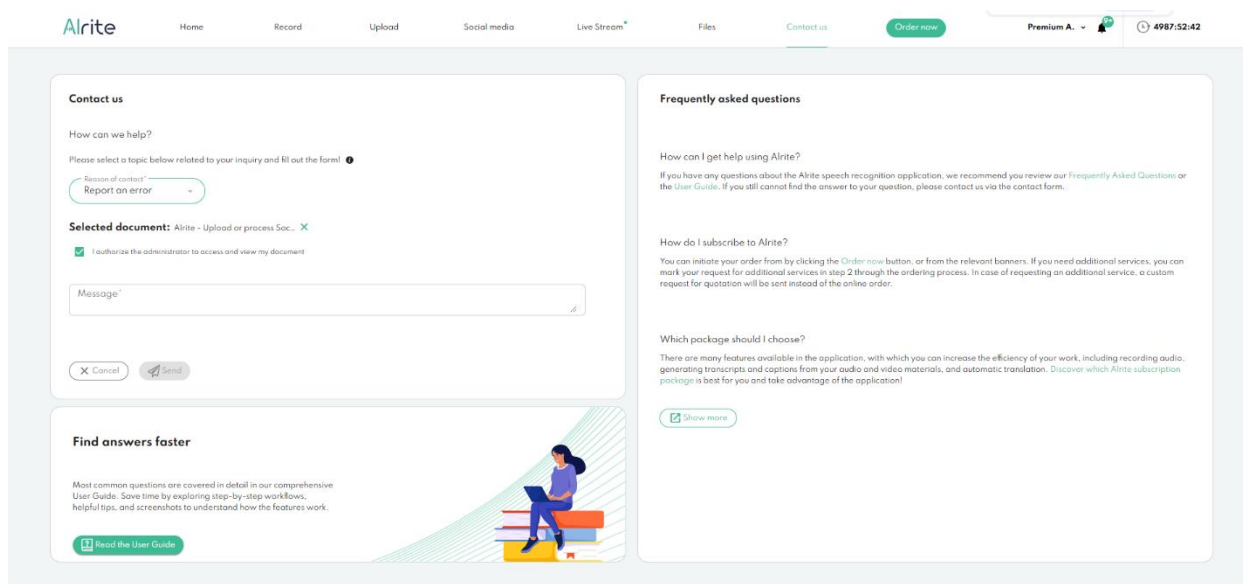 Alrite
Home
Record
Upload
Social media
Live Stream
Files
Contact us
Order now
Premium A.
9+
4987:52:42
Contact us
How can we help?
Please select a topic below related to your inquiry and fill out the form!
Reason of contact*
Report an error
Selected document: Alrite - Upload or process Soc...
I authorize the administrator to access and view my document
Message*
Cancel
Send
Find answers faster
Most common questions are covered in detail in our comprehensive
User Guide. Save time by exploring step-by-step workflows,
helpful tips, and screenshots to understand how the features work.
Read the User Guide
Frequently asked questions
How can I get help using Alrite?
If you have any questions about the Alrite speech recognition application, we recommend you review our Frequently Asked Questions or
the User Guide. If you still cannot find the answer to your question, please contact us via the contact form.
How do I subscribe to Alrite?
You can initiate your order from by clicking the Order now button, or from the relevant banners. If you need additional services, you can
mark your request for additional services in step 2 through the ordering process. In case of requesting an additional service, a custom
request for quotation will be sent instead of the online order.
Which package should I choose?
There are many features available in the application, with which you can increase the efficiency of your work, including recording audio,
generating transcripts and captions from your audio and video materials, and automatic translation. Discover which Alrite subscription
package is best for you and take advantage of the application!
Show more